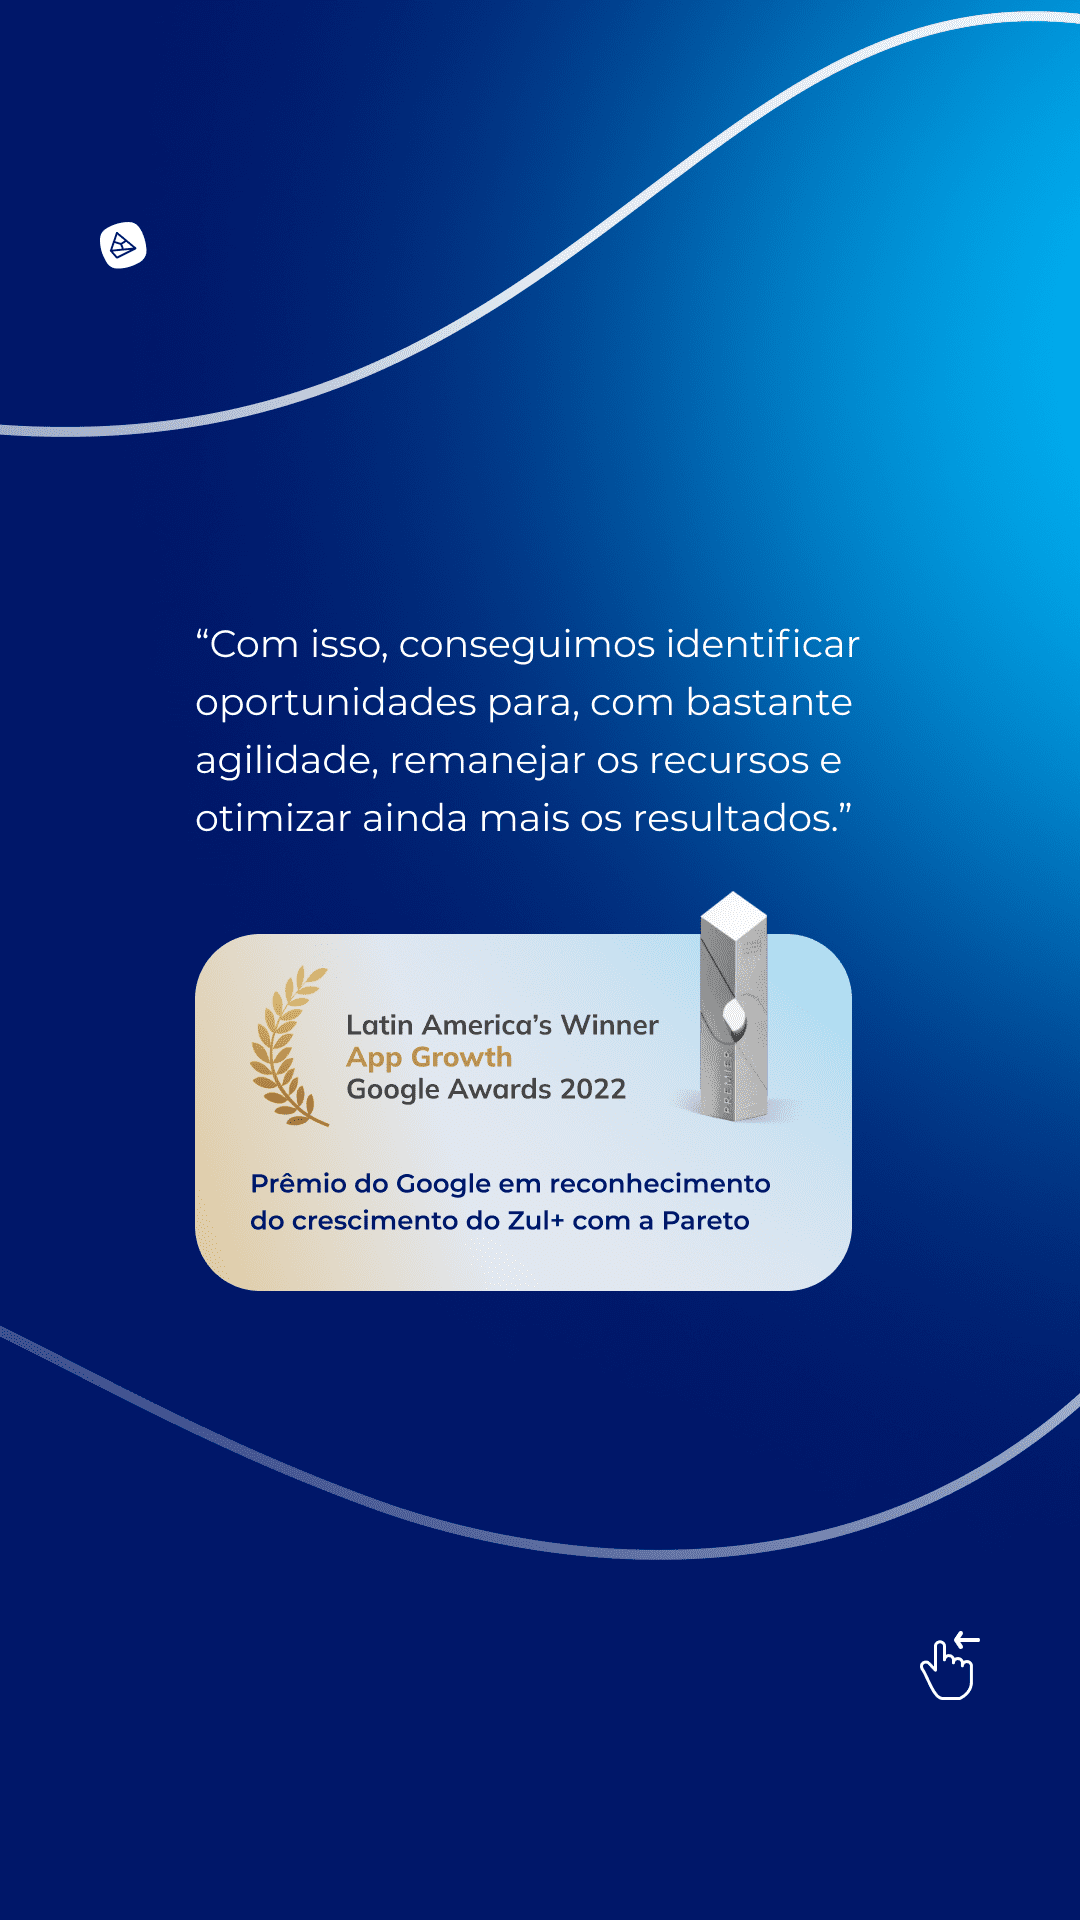 “Com isso, conseguimos identificar
oportunidades para, com bastante
agilidade, remanejar os recursos e
otimizar ainda mais os resultados.”
Latin America’s Winner
App Growth
Google Awards 2022
PREMIER
Prêmio do Google em reconhecimento
do crescimento do Zul+ com a Pareto